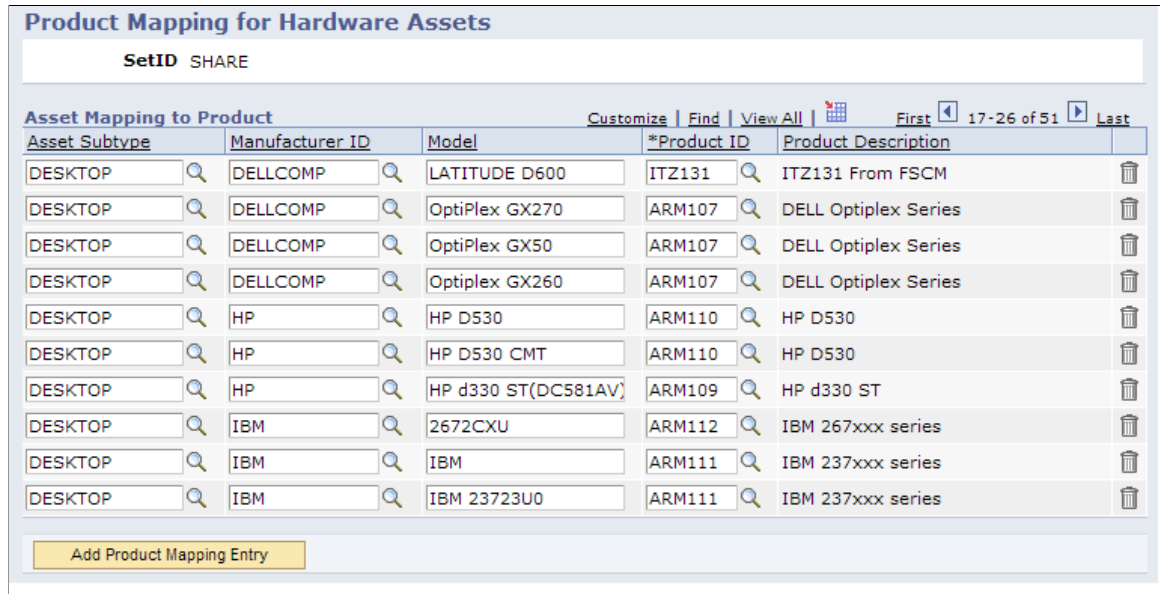 Product Mapping for Hardware Assets
SetID SHARE
Asset Mapping to Product Customize | Find | View All | First 17-26 of 51 Last
Asset Subtype Manufacturer ID Model *Product ID Product Description
DESKTOP DELLCOMP LATITUDE D600 ITZ131 ITZ131 From FSCM
DESKTOP DELLCOMP OptiPlex GX270 ARM107 DELL Optiplex Series
DESKTOP DELLCOMP OptiPlex GX50 ARM107 DELL Optiplex Series
DESKTOP DELLCOMP Optiplex GX260 ARM107 DELL Optiplex Series
DESKTOP HP HP D530 ARM110 HP D530
DESKTOP HP HP D530 CMT ARM110 HP D530
DESKTOP HP HP d330 ST(DC581AV) ARM109 HP d330 ST
DESKTOP IBM 2672CXU ARM112 IBM 267xxx series
DESKTOP IBM IBM ARM111 IBM 237xxx series
DESKTOP IBM IBM 23723U0 ARM111 IBM 237xxx series
Add Product Mapping Entry